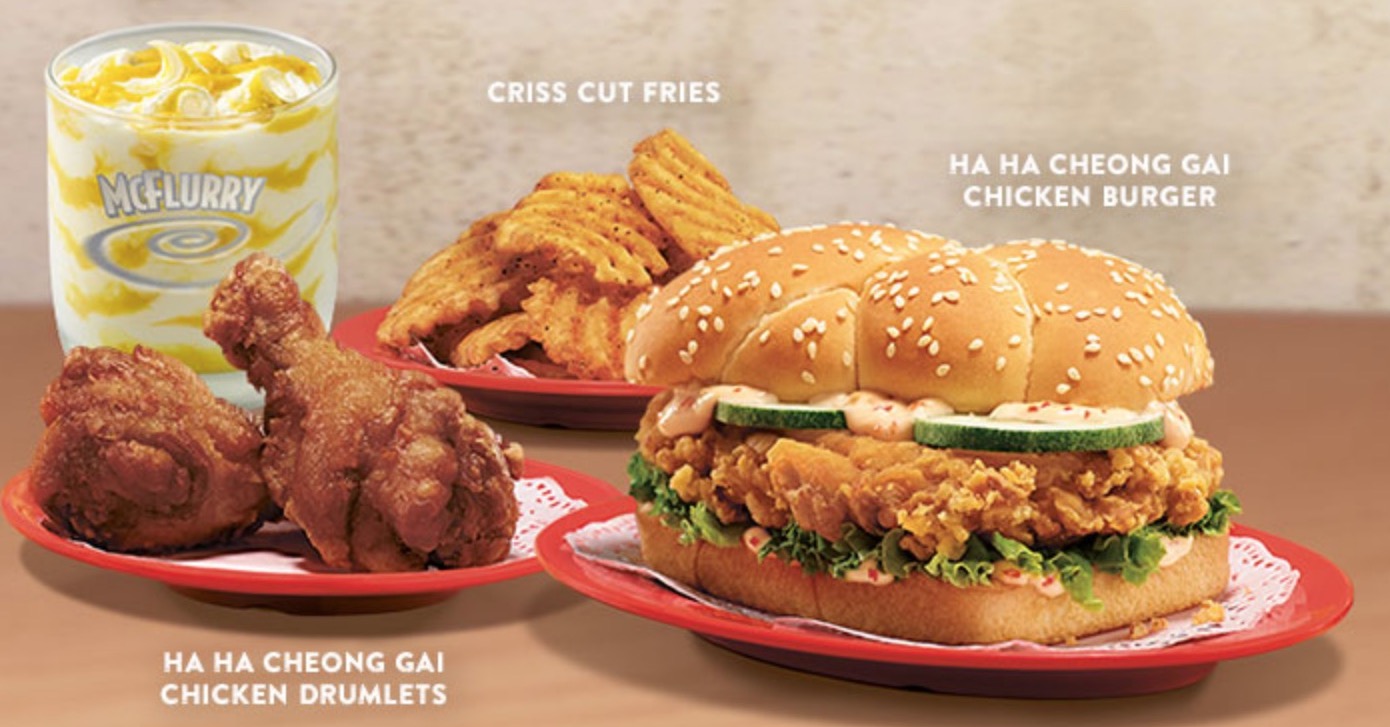 CRISS CUT FRIES
HA HA CHEONG GAI
CHICKEN BURGER
McFLURRY
HA HA CHEONG GAI
CHICKEN DRUMLETS